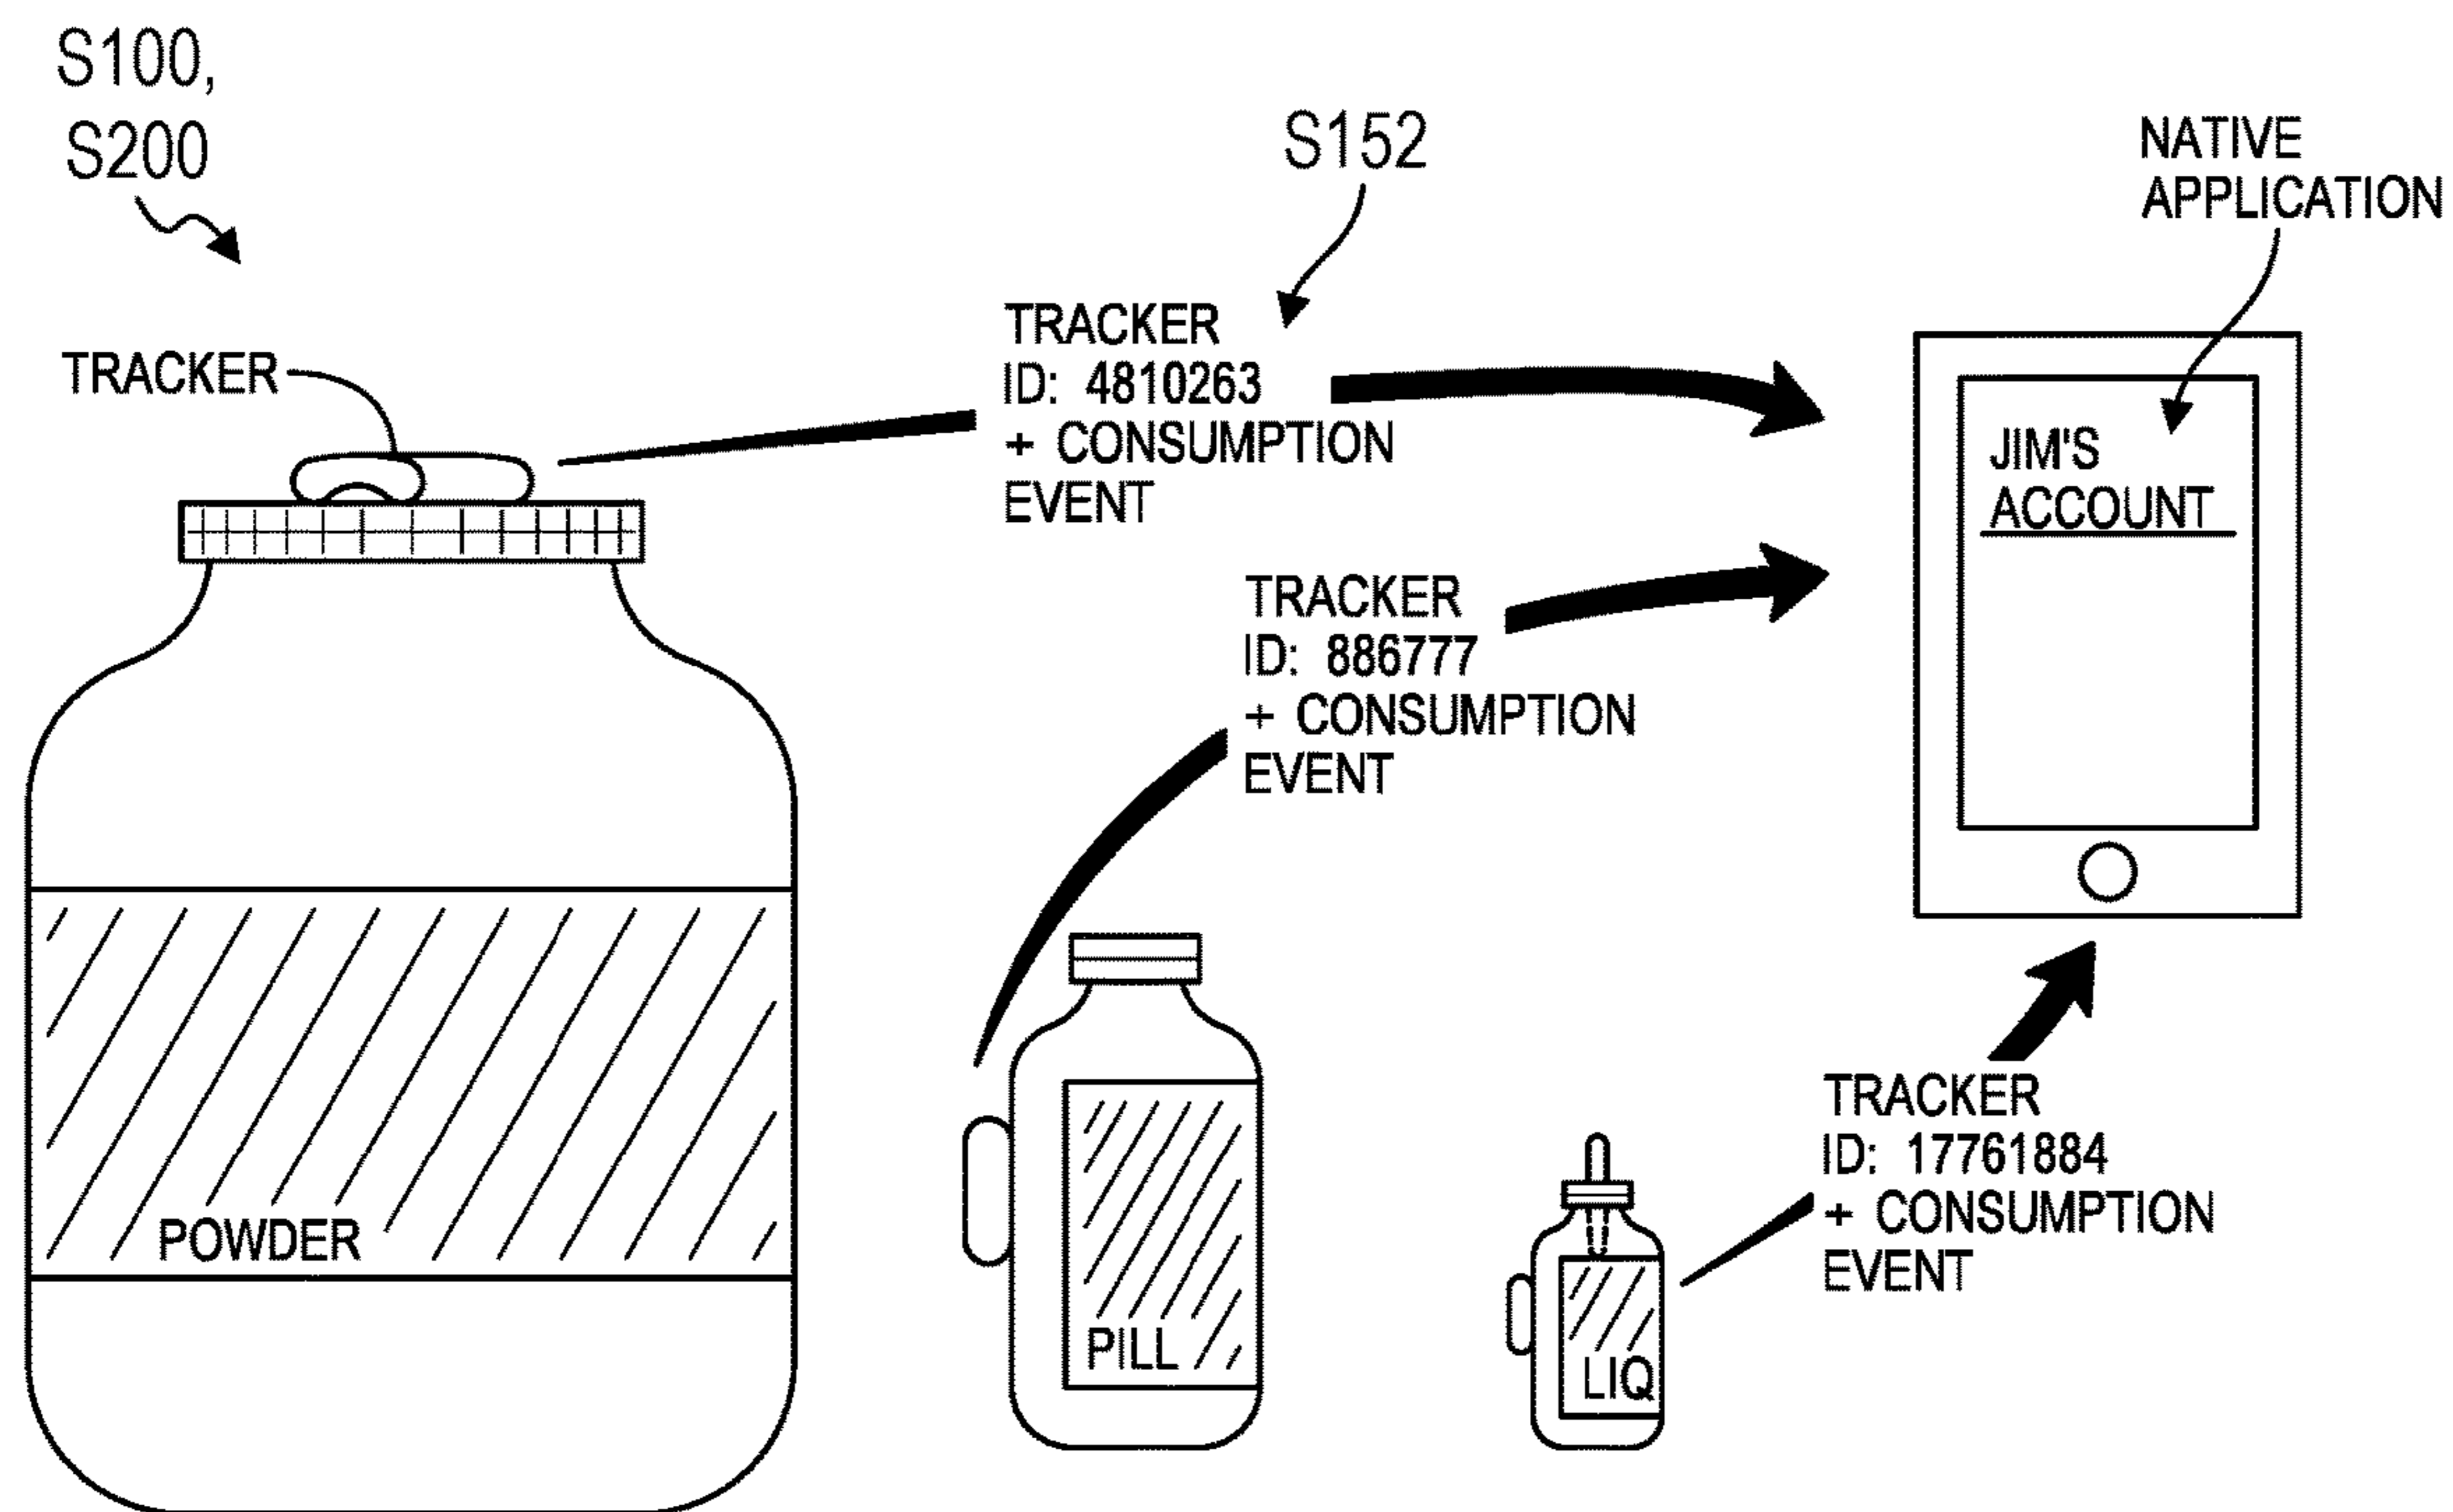 S100,
S200
S152
NATIVE
APPLICATION
TRACKER
TRACKER
ID: 4810263
+ CONSUMPTION
EVENT
JIM'S
ACCOUNT
TRACKER
ID: 886777
+ CONSUMPTION
EVENT
TRACKER
ID: 17761884
+ CONSUMPTION
EVENT
POWDER
PILL
LIQ